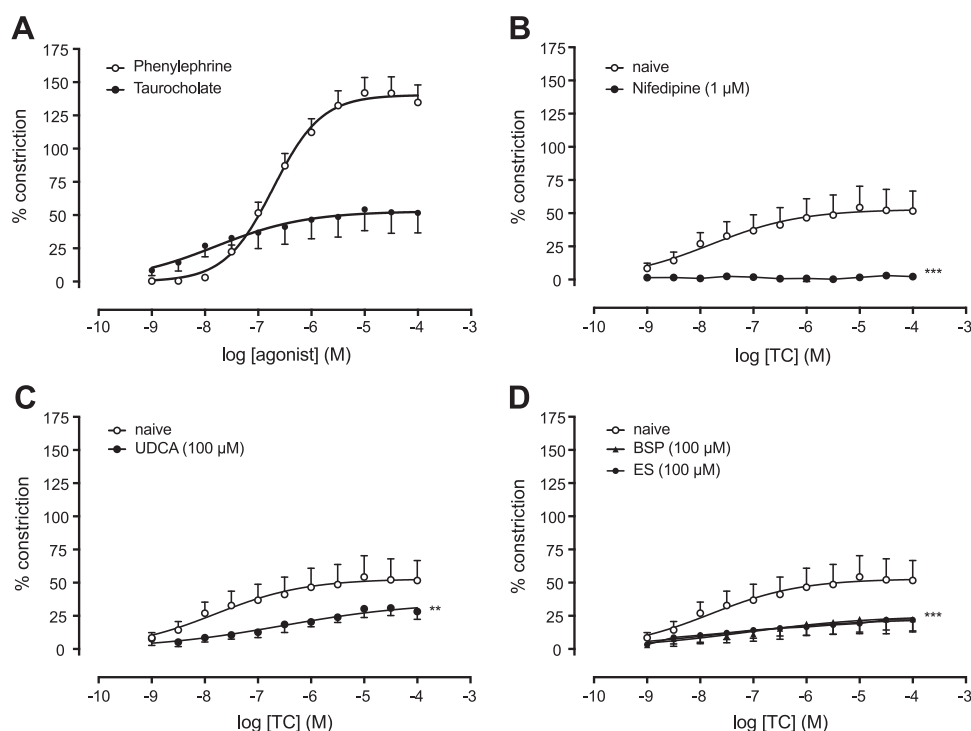 A
175
150
125
100
75
50
25
0
% constriction
Phenylephrine
Taurocholate
-10 -9 -8 -7 -6 -5 -4 -3
log [agonist] (M)
B
175
150
125
100
75
50
25
0
% constriction
naive
Nifedipine (1 µM)
***
-10 -9 -8 -7 -6 -5 -4 -3
log [TC] (M)
C
175
150
125
100
75
50
25
0
% constriction
naive
UDCA (100 µM)
**
-10 -9 -8 -7 -6 -5 -4 -3
log [TC] (M)
D
175
150
125
100
75
50
25
0
% constriction
naive
BSP (100 µM)
ES (100 µM)
***
-10 -9 -8 -7 -6 -5 -4 -3
log [TC] (M)